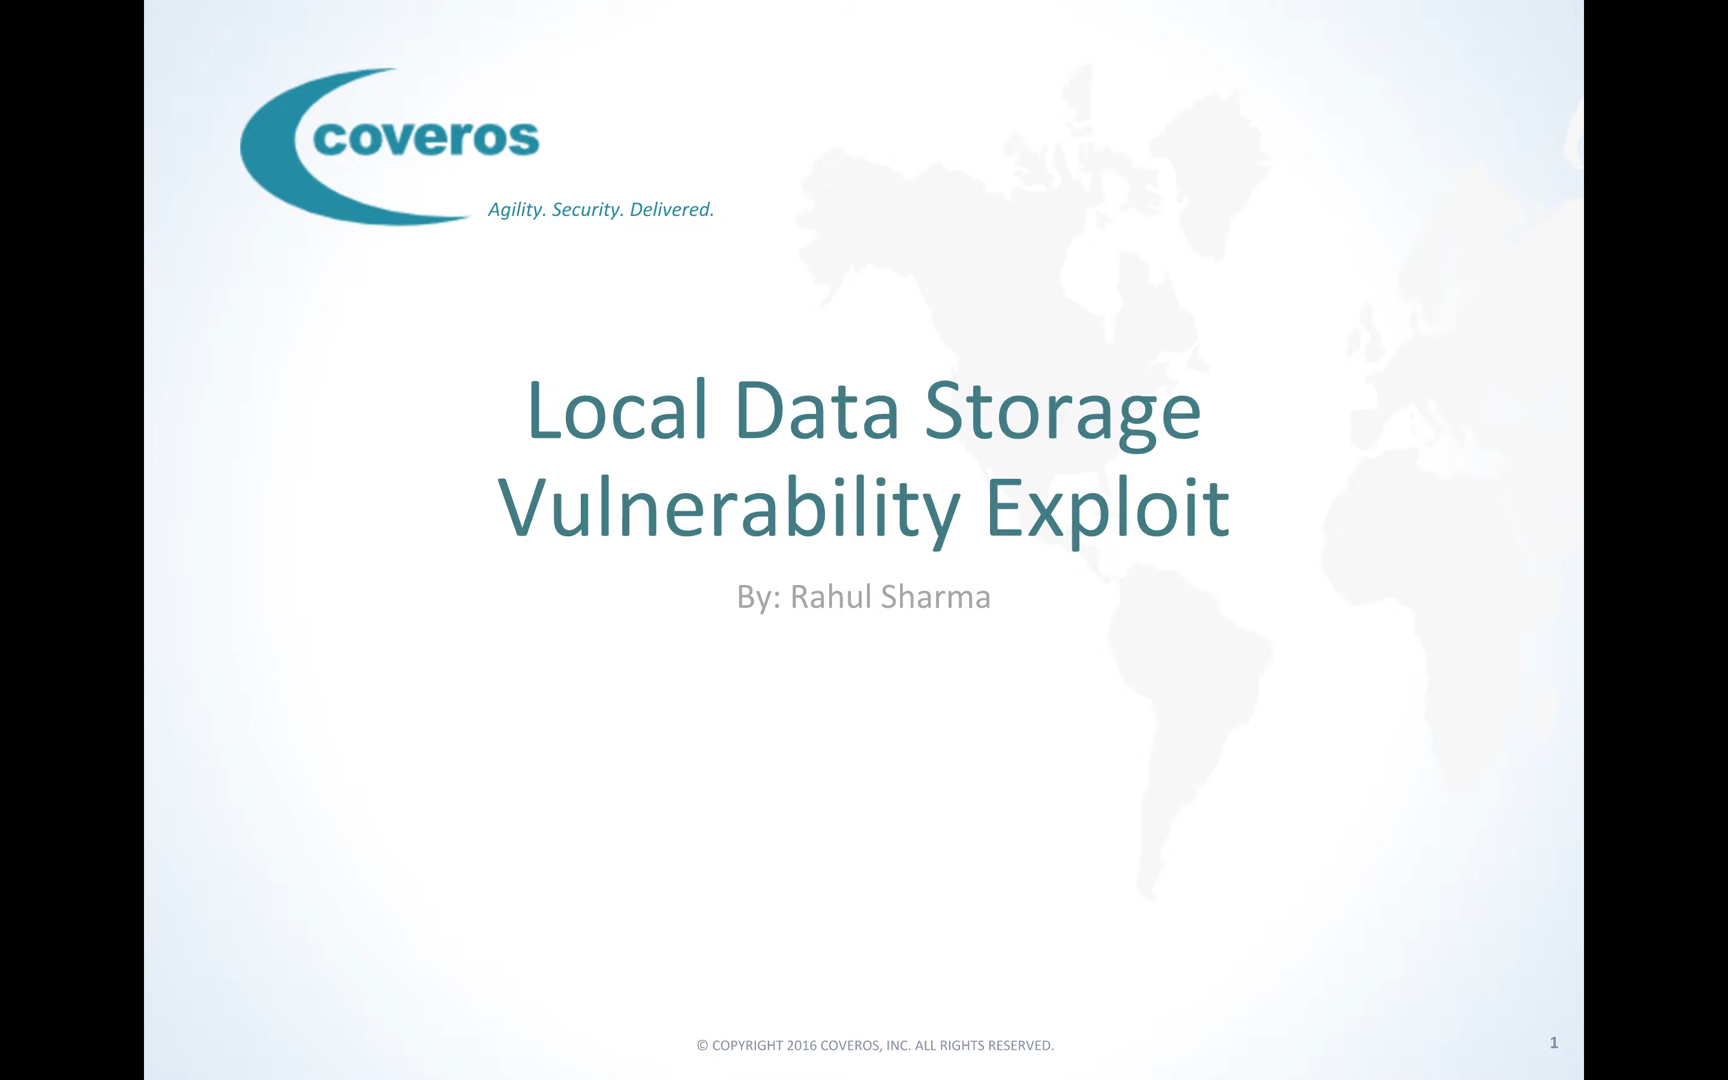 coveros
Agility. Security. Delivered.
Local Data Storage
Vulnerability Exploit
By: Rahul Sharma
© COPYRIGHT 2016 COVEROS, INC. ALL RIGHTS RESERVED.
1